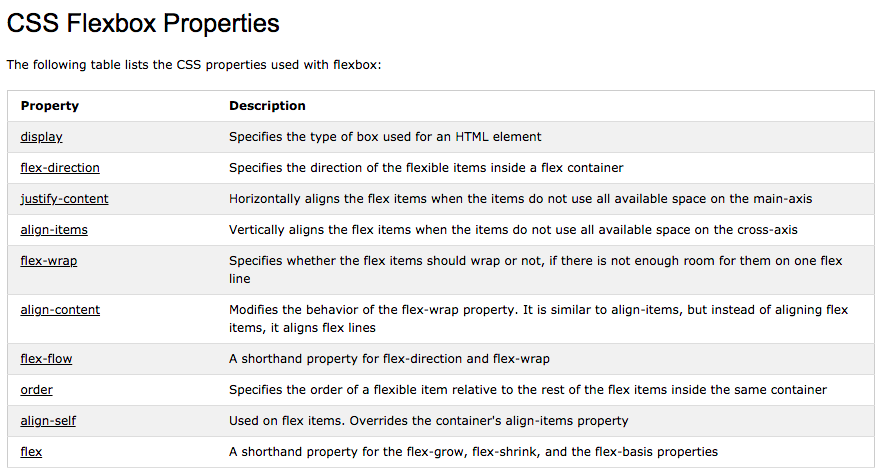 CSS Flexbox Properties
The following table lists the CSS properties used with flexbox:
Property Description
display Specifies the type of box used for an HTML element
flex-direction Specifies the direction of the flexible items inside a flex container
justify-content Horizontally aligns the flex items when the items do not use all available space on the main-axis
align-items Vertically aligns the flex items when the items do not use all available space on the cross-axis
flex-wrap Specifies whether the flex items should wrap or not, if there is not enough room for them on one flex
line
align-content Modifies the behavior of the flex-wrap property. It is similar to align-items, but instead of aligning flex
items, it aligns flex lines
flex-flow A shorthand property for flex-direction and flex-wrap
order Specifies the order of a flexible item relative to the rest of the flex items inside the same container
align-self Used on flex items. Overrides the container's align-items property
flex A shorthand property for the flex-grow, flex-shrink, and the flex-basis properties